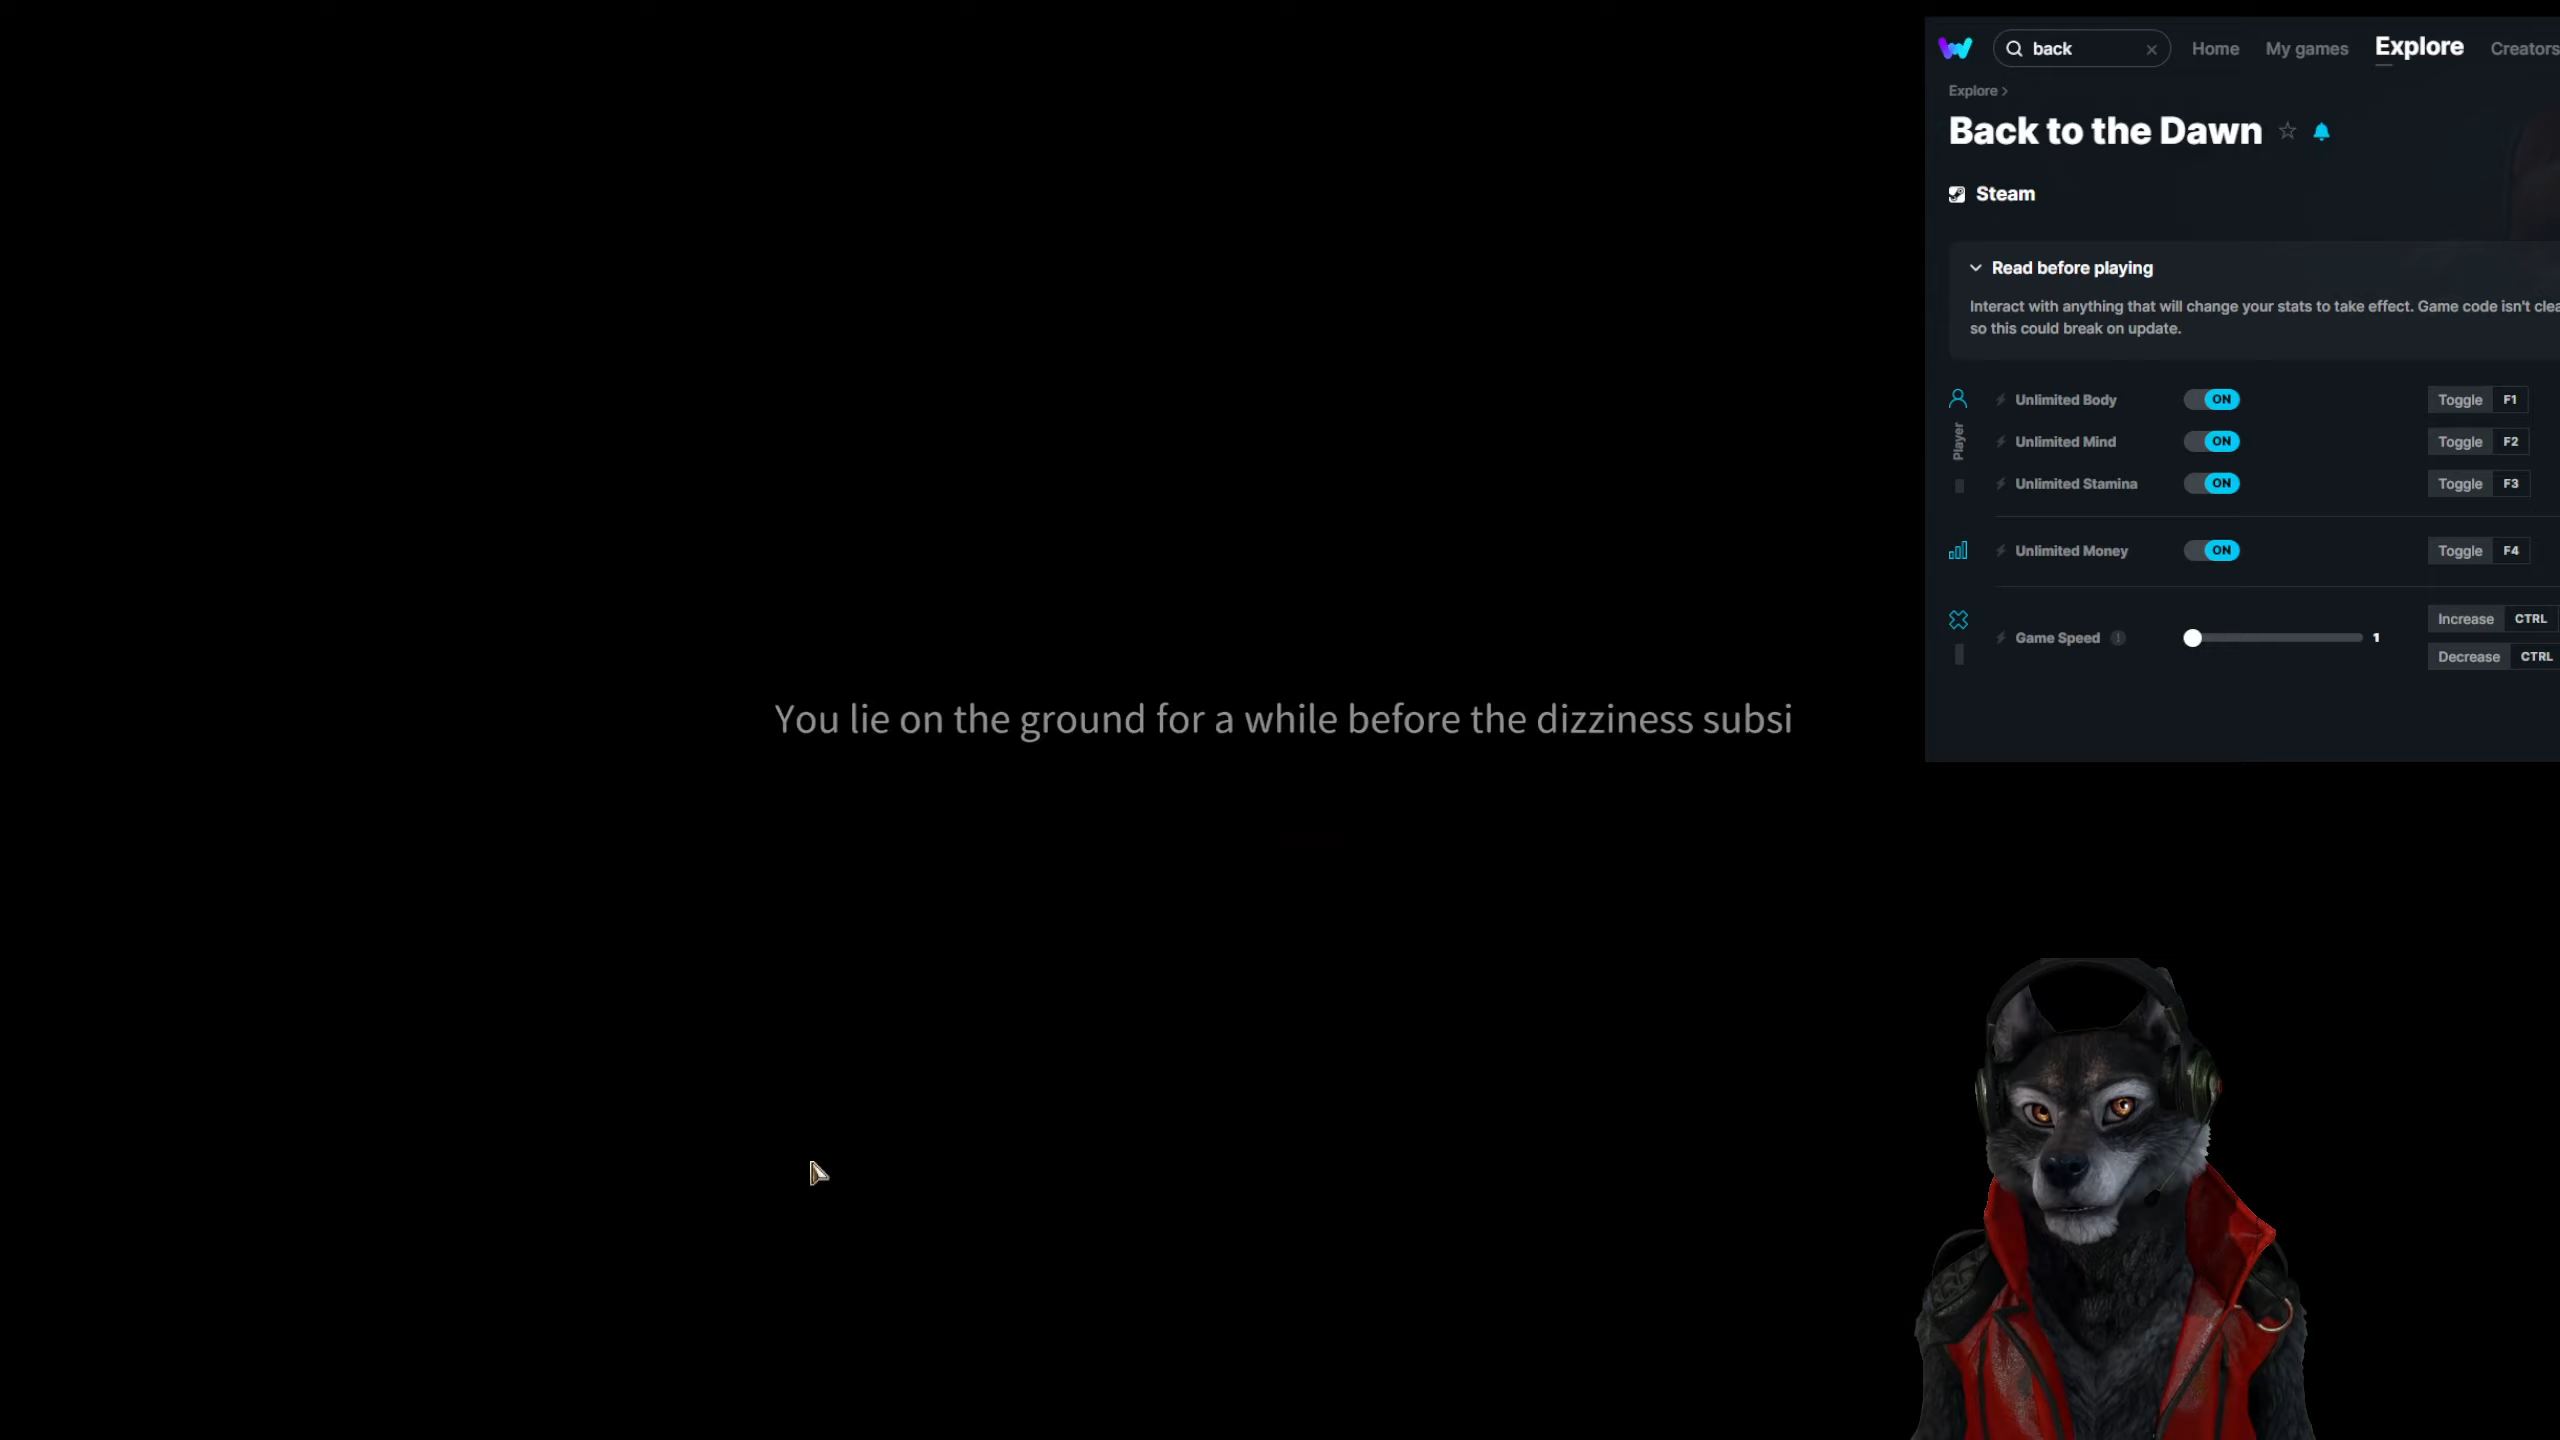 back
Home
My games
Explore
Creators
Explore >
Back to the Dawn
Steam
Read before playing
Interact with anything that will change your stats to take effect. Game code isn't clea
so this could break on update.
Player
Unlimited Body ON Toggle F1
Unlimited Mind ON Toggle F2
Unlimited Stamina ON Toggle F3
Unlimited Money ON Toggle F4
Game Speed 1 Increase CTRL
Decrease CTRL
You lie on the ground for a while before the dizziness subsi